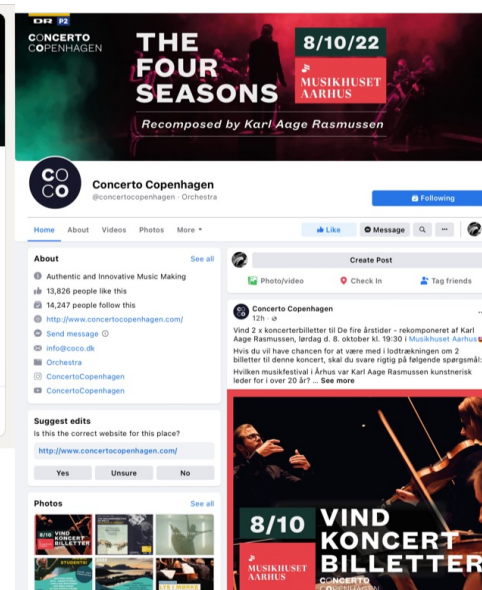 DR P2
CONCERTO
COPENHAGEN
THE
FOUR
SEASONS
8/10/22
MUSIKHUSET
AARHUS
Recomposed by Karl Aage Rasmussen
CO
CO
Concerto Copenhagen
@concertocopenhagen · Orchestra
Following
Home About Videos Photos More
Like Message
About See all
Authentic and Innovative Music Making
13,826 people like this
14,247 people follow this
http://www.concertocopenhagen.com/
Send message
info@coco.dk
Orchestra
ConcertoCopenhagen
ConcertoCopenhagen
Suggest edits
Is this the correct website for this place?
http://www.concertocopenhagen.com/
Yes Unsure No
Photos See all
8/10 VIND
KONCERT
BILLETTER
STUDENTS!
Create Post
Photo/video Check In Tag friends
Concerto Copenhagen
12h ·
Vind 2 x koncerterbilletter til De fire årstider - rekomponeret af Karl
Aage Rasmussen, lørdag d. 8. oktober kl. 19:30 i Musikhuset Aarhus
Hvis du vil have chancen for at være med i lodtrækningen om 2
billetter til denne koncert, skal du svare rigtig på følgende spørgsmål:
Hvilken musikfestival i Århus var Karl Aage Rasmussen kunstnerisk
leder for i over 20 år? ... See more
8/10
MUSIKHUSET
AARHUS
VIND
KONCERT
BILLETTER
CONCERTO
COPENHAGEN